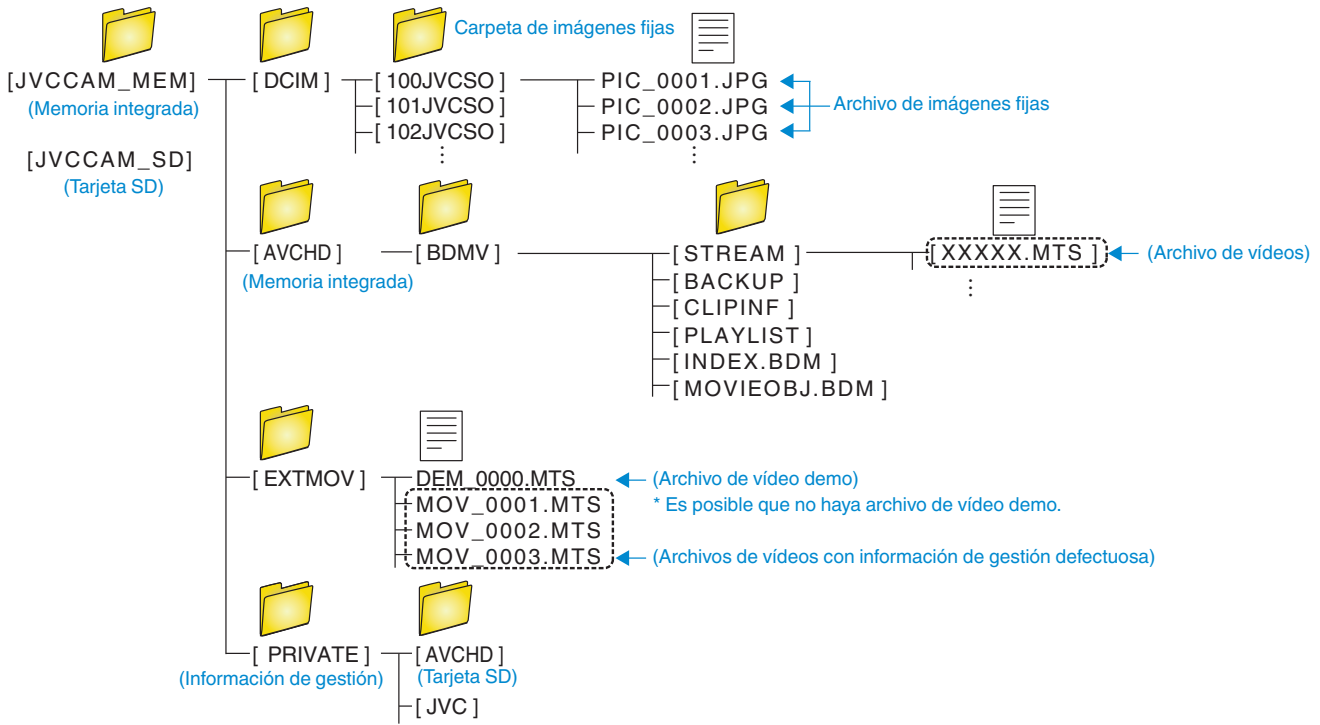 Carpeta de imágenes fijas
[JVCCAM_MEM]
(Memoria integrada)
[JVCCAM_SD]
(Tarjeta SD)
[ DCIM ]
[ 100JVCSO ]
[ 101JVCSO ]
[ 102JVCSO ]
PIC_0001.JPG
PIC_0002.JPG
PIC_0003.JPG
Archivo de imágenes fijas
[ AVCHD ]
(Memoria integrada)
[ BDMV ]
[ STREAM ]
[ BACKUP ]
[ CLIPINF ]
[ PLAYLIST ]
[ INDEX.BDM ]
[ MOVIEOBJ.BDM ]
[ XXXXX.MTS ]
(Archivo de vídeos)
[ EXTMOV ]
DEM_0000.MTS
(Archivo de vídeo demo)
* Es posible que no haya archivo de vídeo demo.
MOV_0001.MTS
MOV_0002.MTS
MOV_0003.MTS
(Archivos de vídeos con información de gestión defectuosa)
[ PRIVATE ]
(Información de gestión)
[ AVCHD ]
(Tarjeta SD)
[ JVC ]